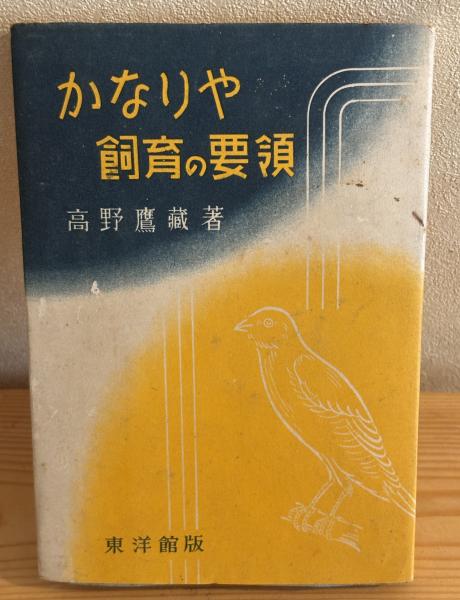 かなりや
飼育の要領
高野鷹藏著
東洋館版